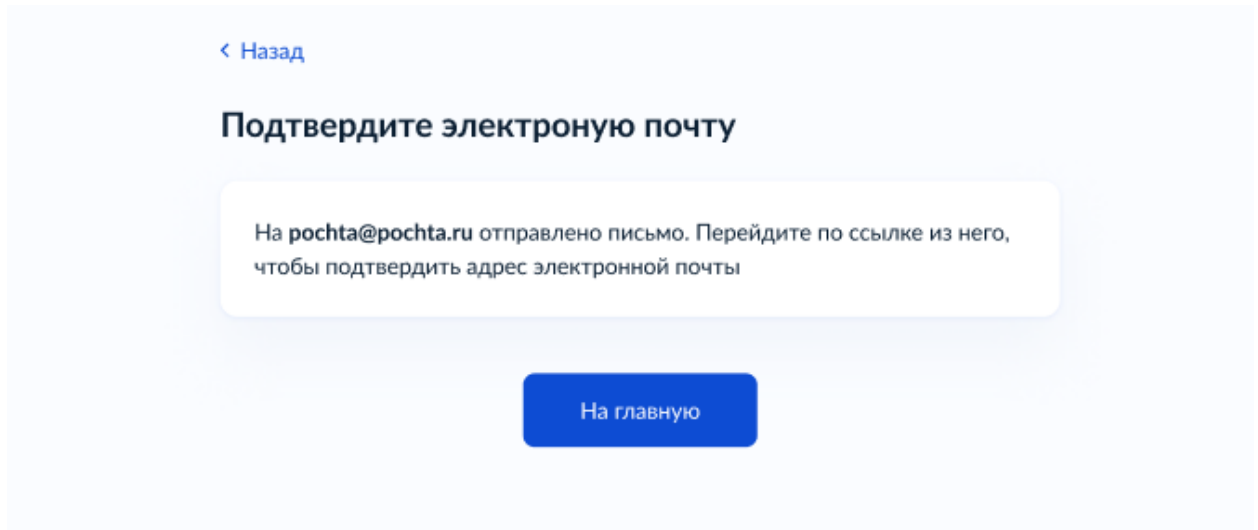 Назад
Подтвердите электроную почту
На pochta@pochta.ru отправлено письмо. Перейдите по ссылке из него,
чтобы подтвердить адрес электронной почты
На главную